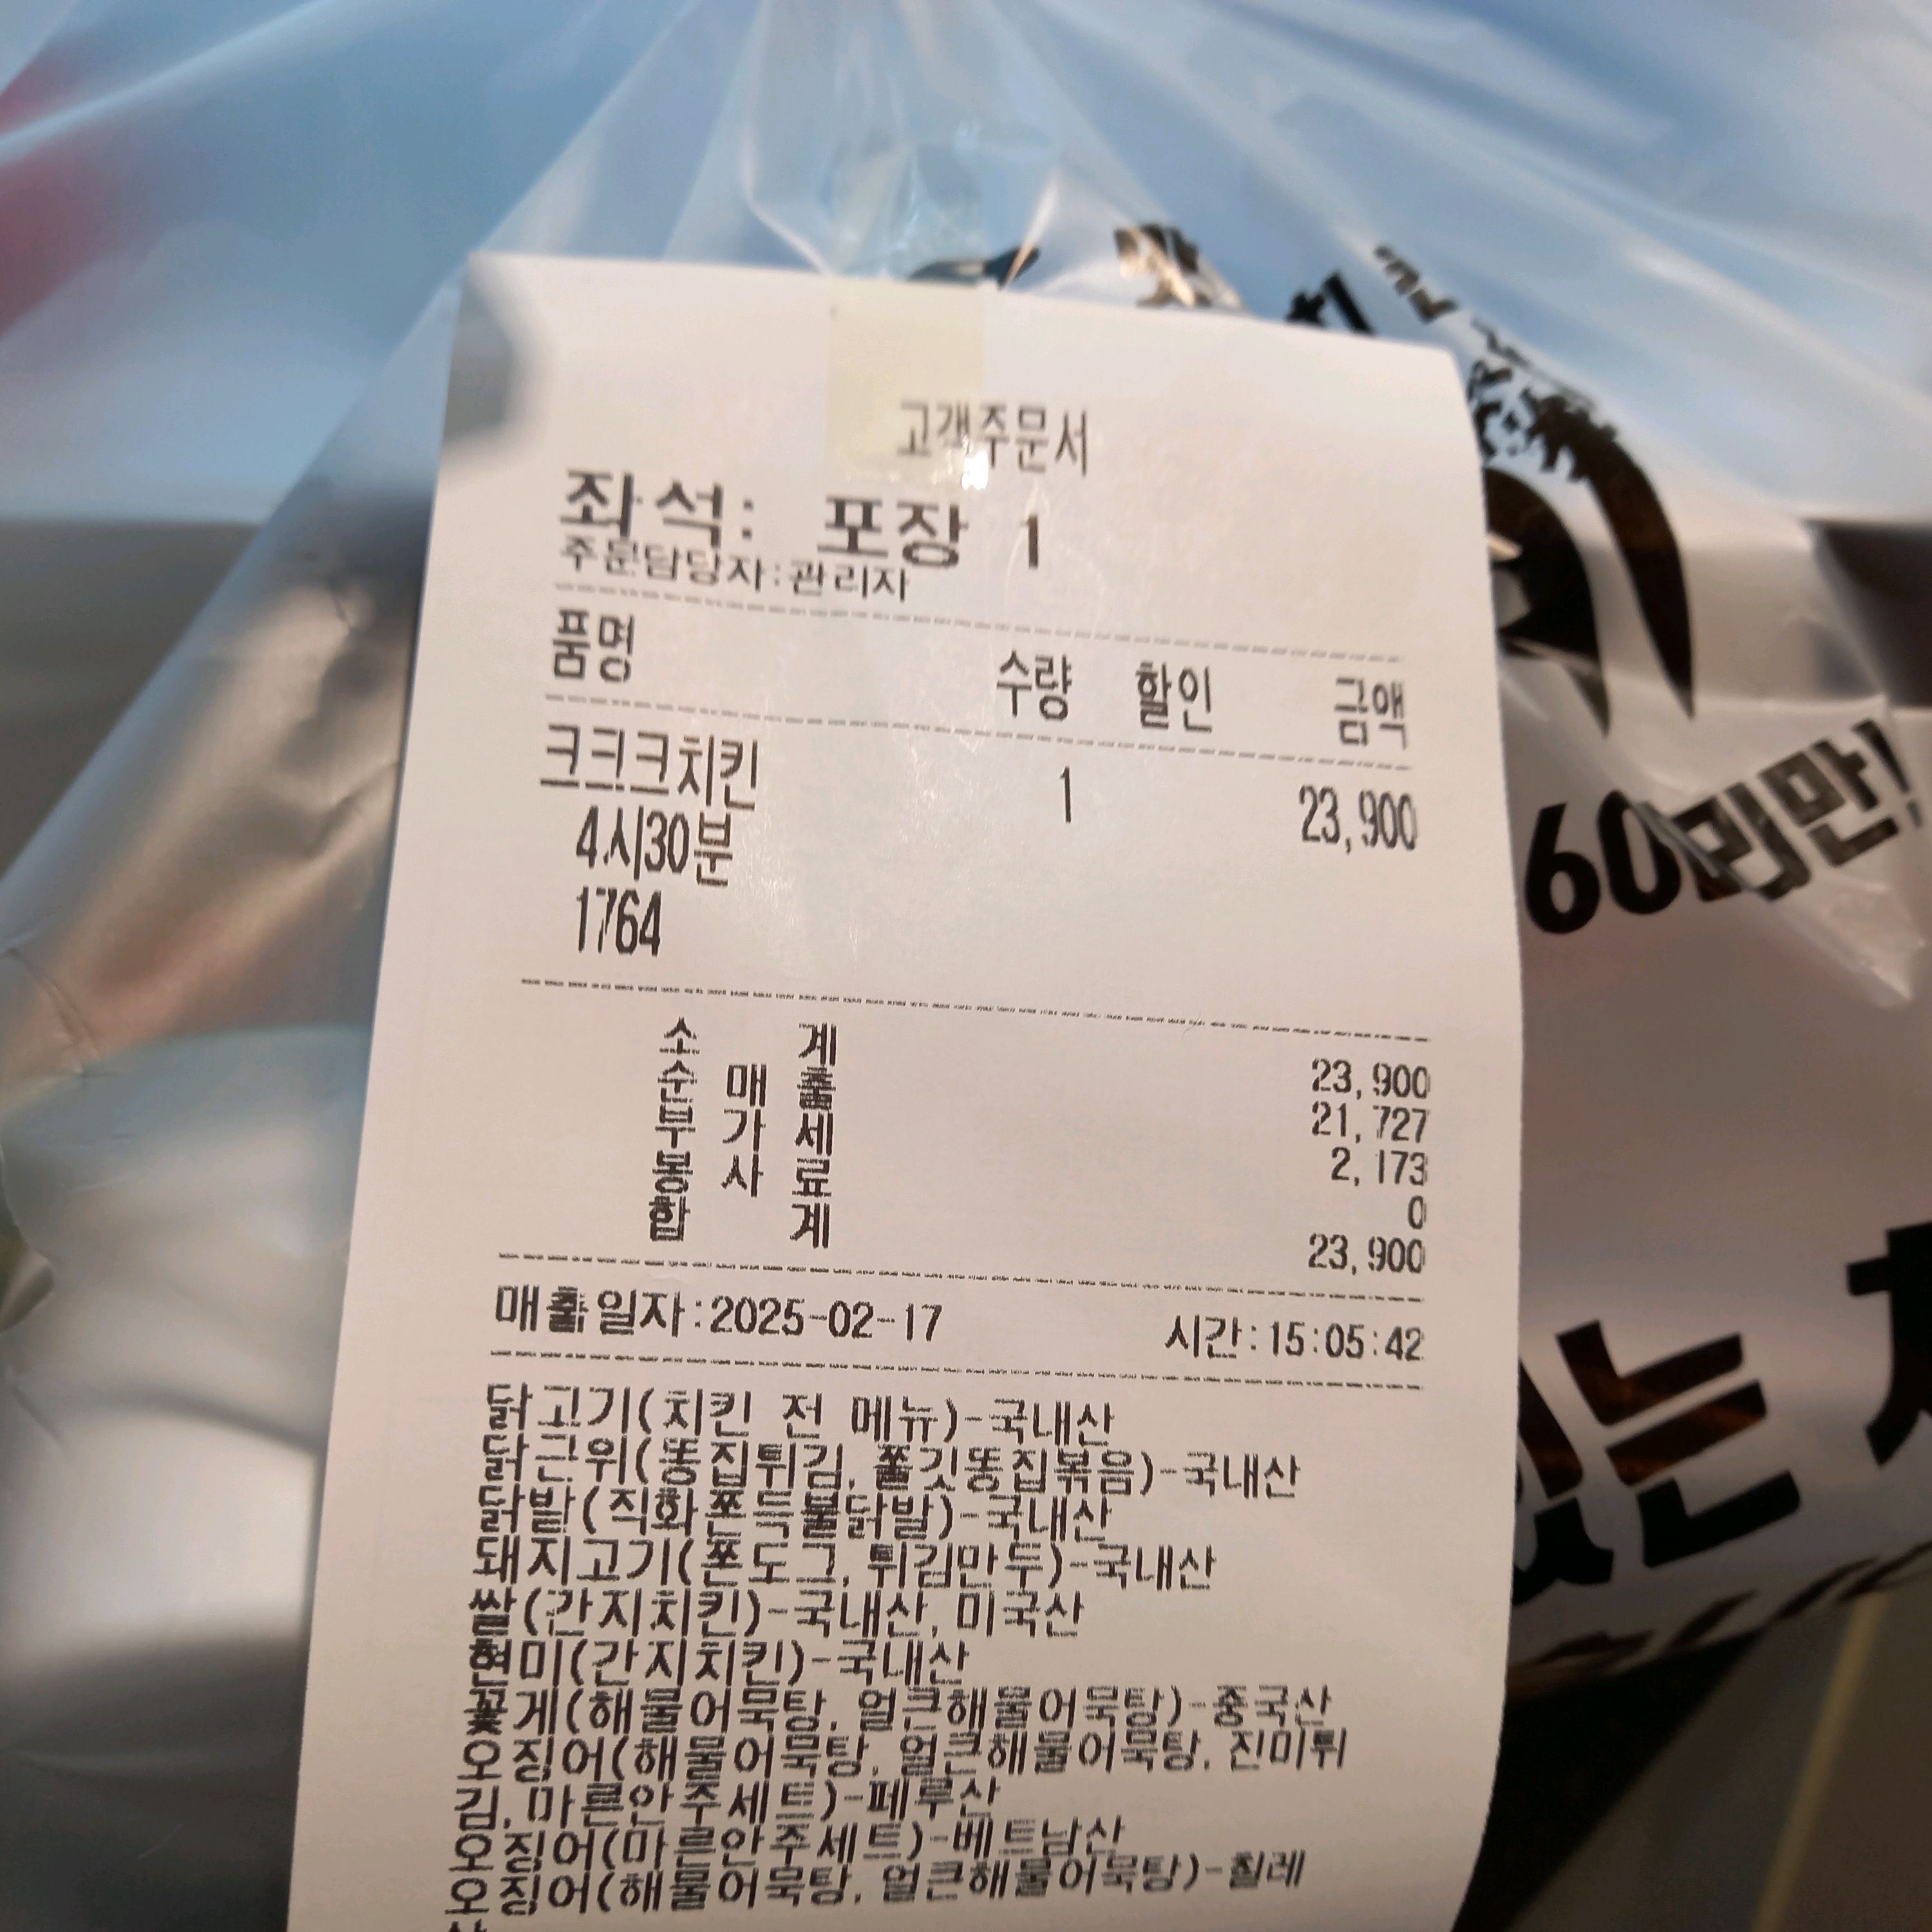 고객주문서
좌석: 포장 1
주문담당자:관리자
품명 수량 할인 금액
크크크치킨 1 23,900
4시30분
1764
소 계 23,900
순 매 출 21,727
부 가 세 2,173
봉 사 료 0
합 계 23,900
매출일자:2025-02-17 시간:15:05:42
닭고기(치킨 전 메뉴)-국내산
닭근위(똥집튀김, 쫄깃똥집볶음)-국내산
닭발(직화쫀득불닭발)-국내산
돼지고기(쫀도그, 튀김만두)-국내산
쌀(간지치킨)-국내산, 미국산
현미(간지치킨)-국내산
꽃게(해물어묵탕, 얼큰해물어묵탕)-중국산
오징어(해물어묵탕, 얼큰해물어묵탕, 진미튀
김, 마른안주세트)-페루산
오징어(마른안주세트)-베트남산
오징어(해물어묵탕, 얼큰해물어묵탕)-칠레
60마리만!
있는